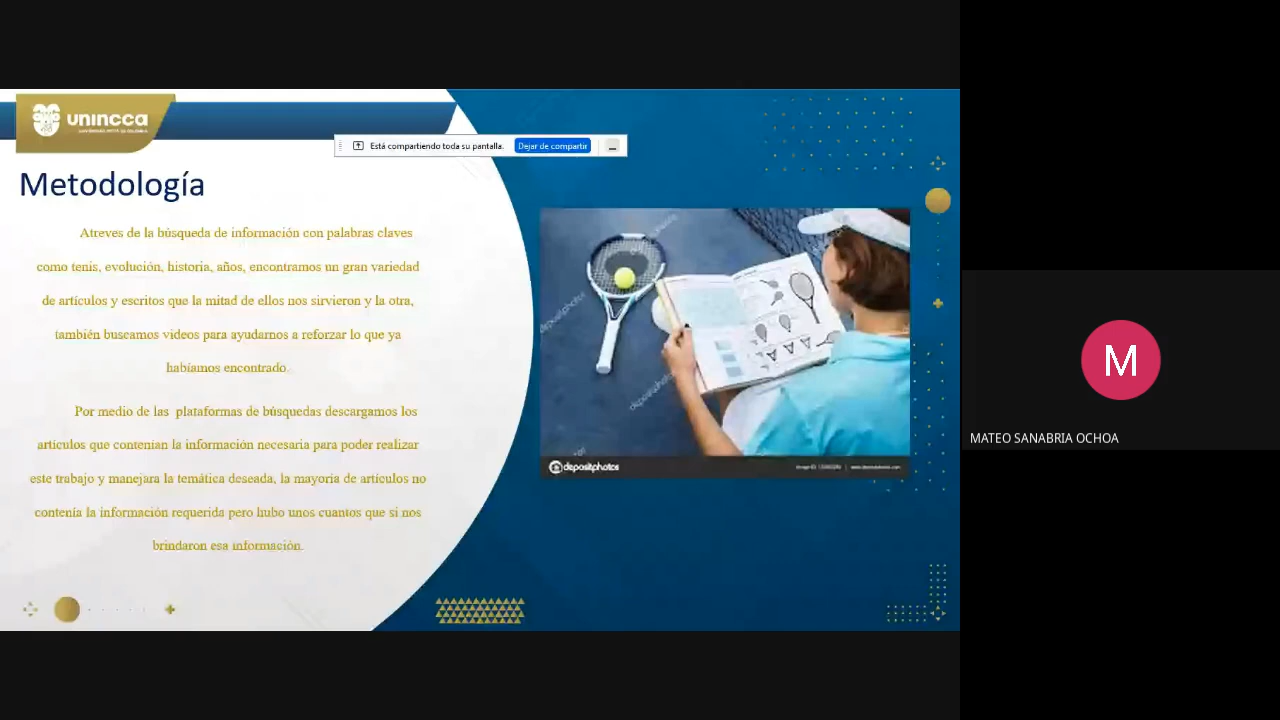 unincca
Está compartiendo toda su pantalla. Dejar de compartir
Metodología
Atreves de la búsqueda de información con palabras claves
como tenis, evolución, historia, años, encontramos un gran variedad
de artículos y escritos que la mitad de ellos nos sirvieron y la otra,
también buscamos videos para ayudarnos a reforzar lo que ya
habíamos encontrado.
Por medio de las plataformas de búsquedas descargamos los
artículos que contenían la información necesaria para poder realizar
este trabajo y manejara la temática deseada, la mayoría de artículos no
contenía la información requerida pero hubo unos cuantos que si nos
brindaron esa información.
depositphotos
M
MATEO SANABRIA OCHOA